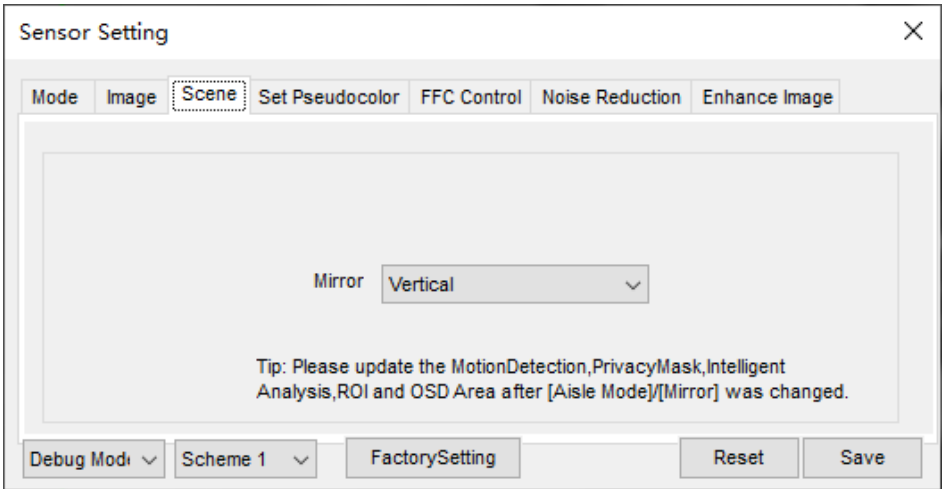 Sensor Setting
Mode Image Scene Set Pseudocolor FFC Control Noise Reduction Enhance Image
Mirror Vertical
Tip: Please update the MotionDetection,PrivacyMask,Intelligent
Analysis,ROI and OSD Area after [Aisle Mode]/[Mirror] was changed.
Debug Mod Scheme 1 FactorySetting Reset Save